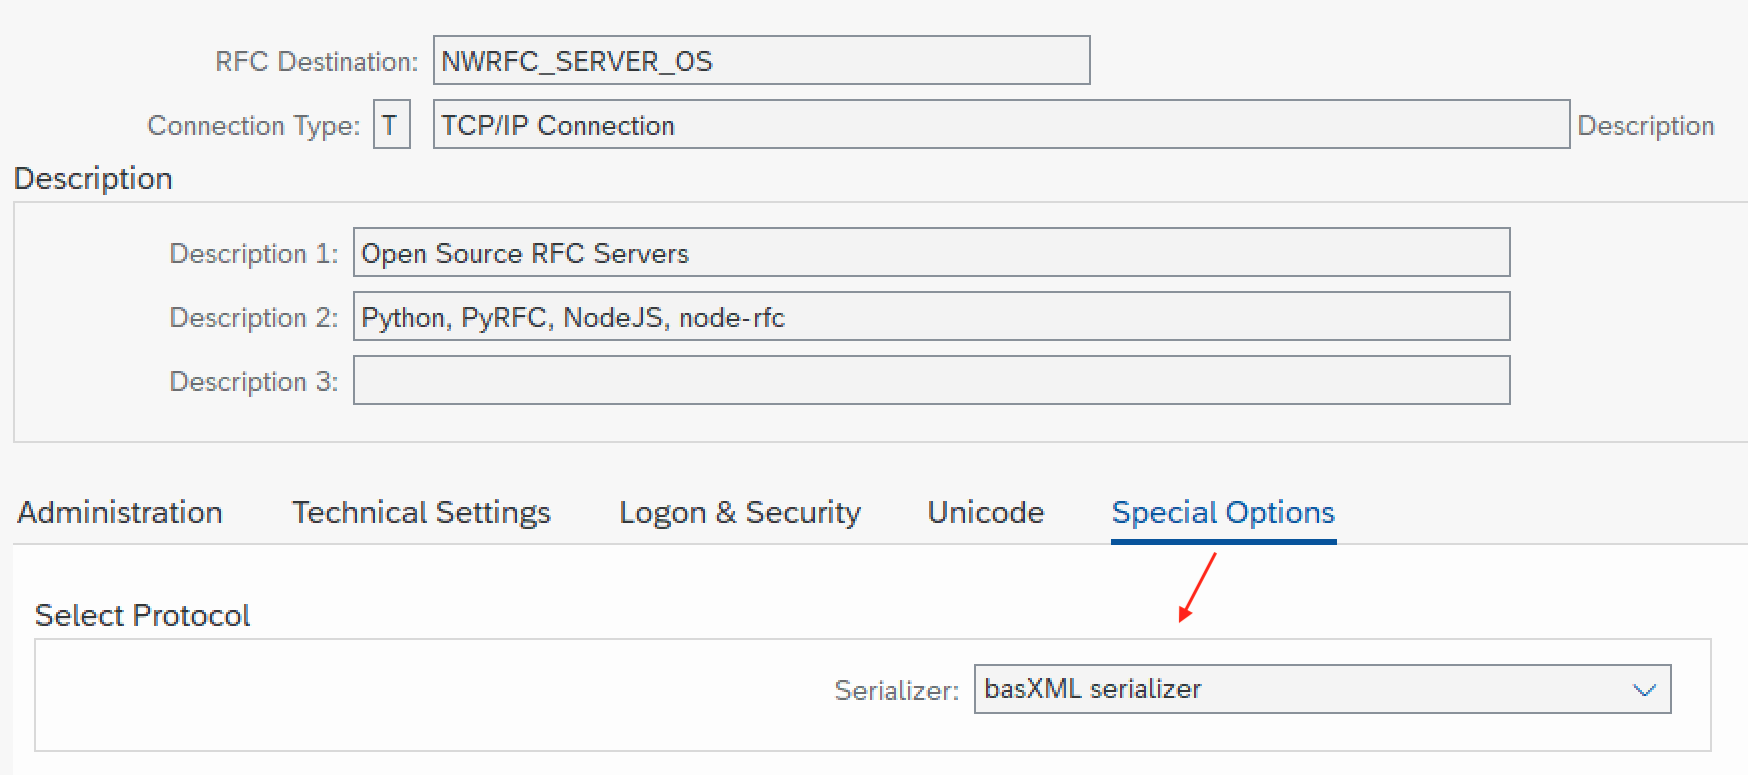 RFC Destination: NWRFC_SERVER_OS
Connection Type: T TCP/IP Connection Description
Description
Description 1: Open Source RFC Servers
Description 2: Python, PyRFC, NodeJS, node-rfc
Description 3:
Administration Technical Settings Logon & Security Unicode Special Options
Select Protocol
Serializer: basXML serializer